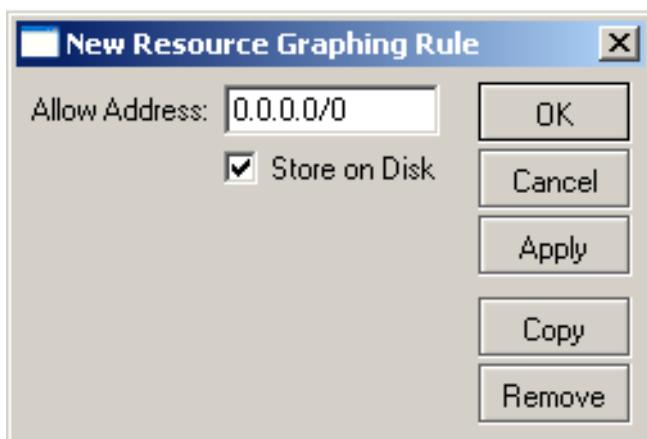 New Resource Graphing Rule
Allow Address: 0.0.0.0/0
Store on Disk
OK
Cancel
Apply
Copy
Remove